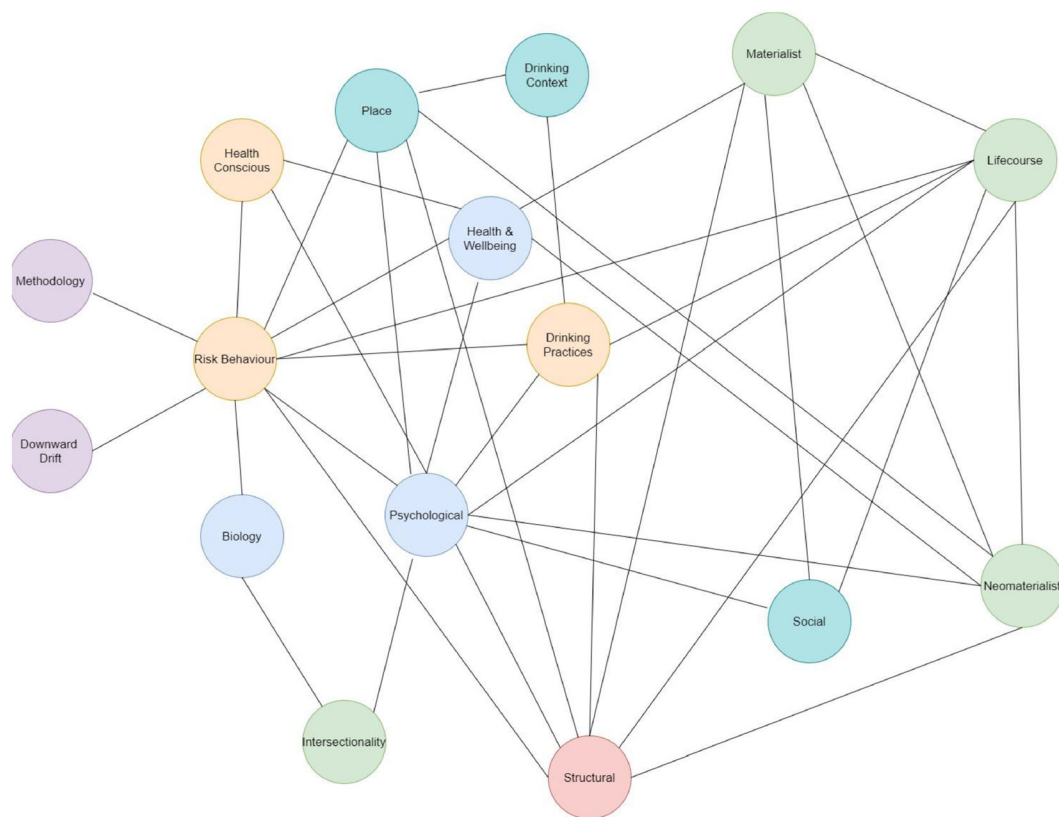 Materialist
Drinking
Context
Place
Health
Conscious
Lifecourse
Health &
Wellbeing
Methodology
Risk Behaviour
Drinking
Practices
Downward
Drift
Biology
Psychological
Neomaterialist
Social
Intersectionality
Structural